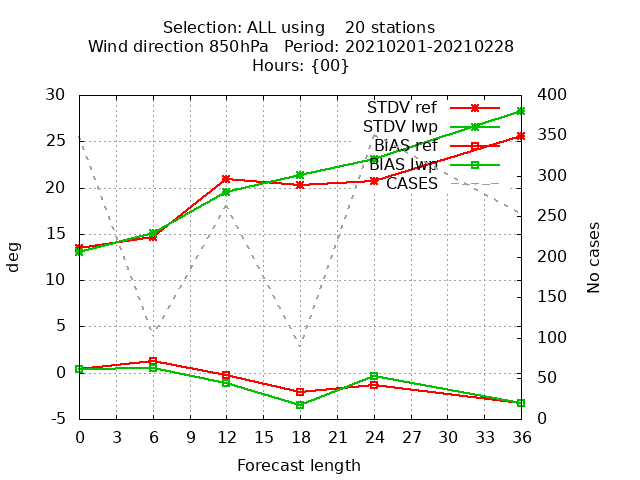 Selection: ALL using    20 stations
Wind direction 850hPa   Period: 20210201-20210228
Hours: {00}
30
25
20
15
10
5
0
-5
deg
400
350
300
250
200
150
100
50
0
No cases
STDV ref
STDV lwp
BIAS ref
BIAS lwp
CASES
0 3 6 9 12 15 18 21 24 27 30 33 36
Forecast length